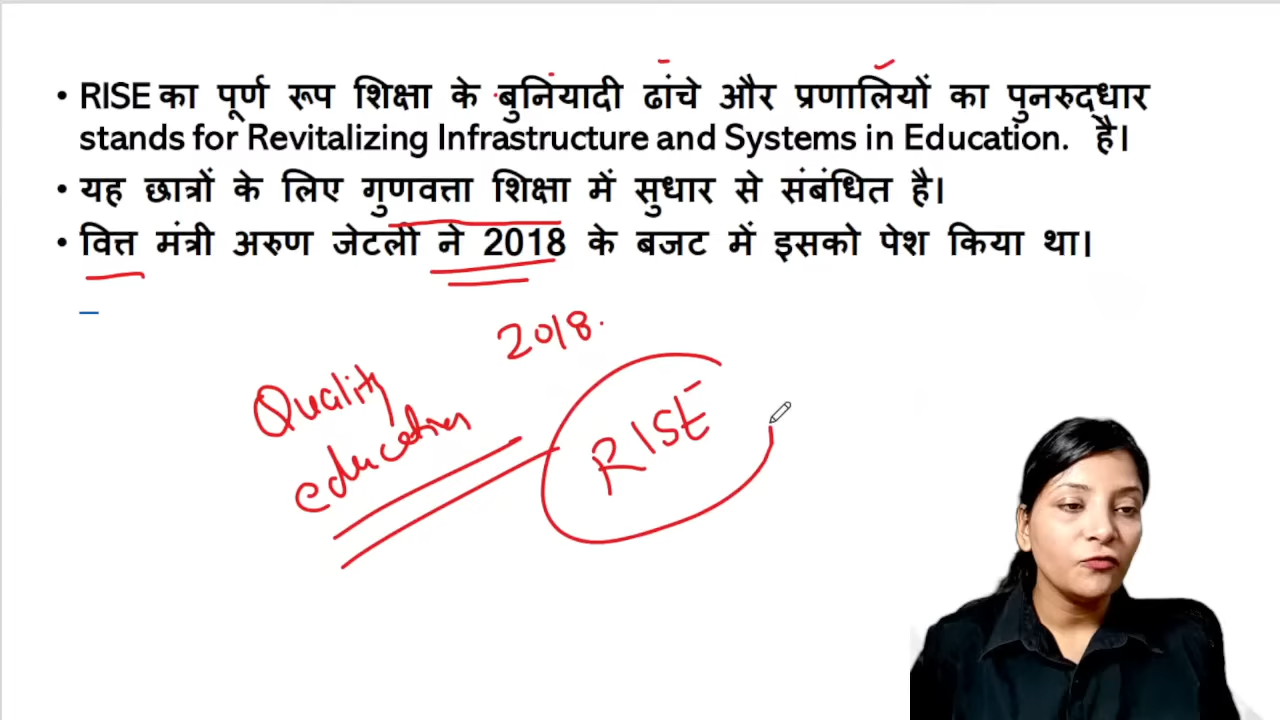 • RISE का पूर्ण रूप शिक्षा के बुनियादी ढांचे और प्रणालियों का पुनरुद्धार
stands for Revitalizing Infrastructure and Systems in Education. है।
• यह छात्रों के लिए गुणवत्ता शिक्षा में सुधार से संबंधित है।
• वित्त मंत्री अरुण जेटली ने 2018 के बजट में इसको पेश किया था।
2018.
Quality
education
RISE